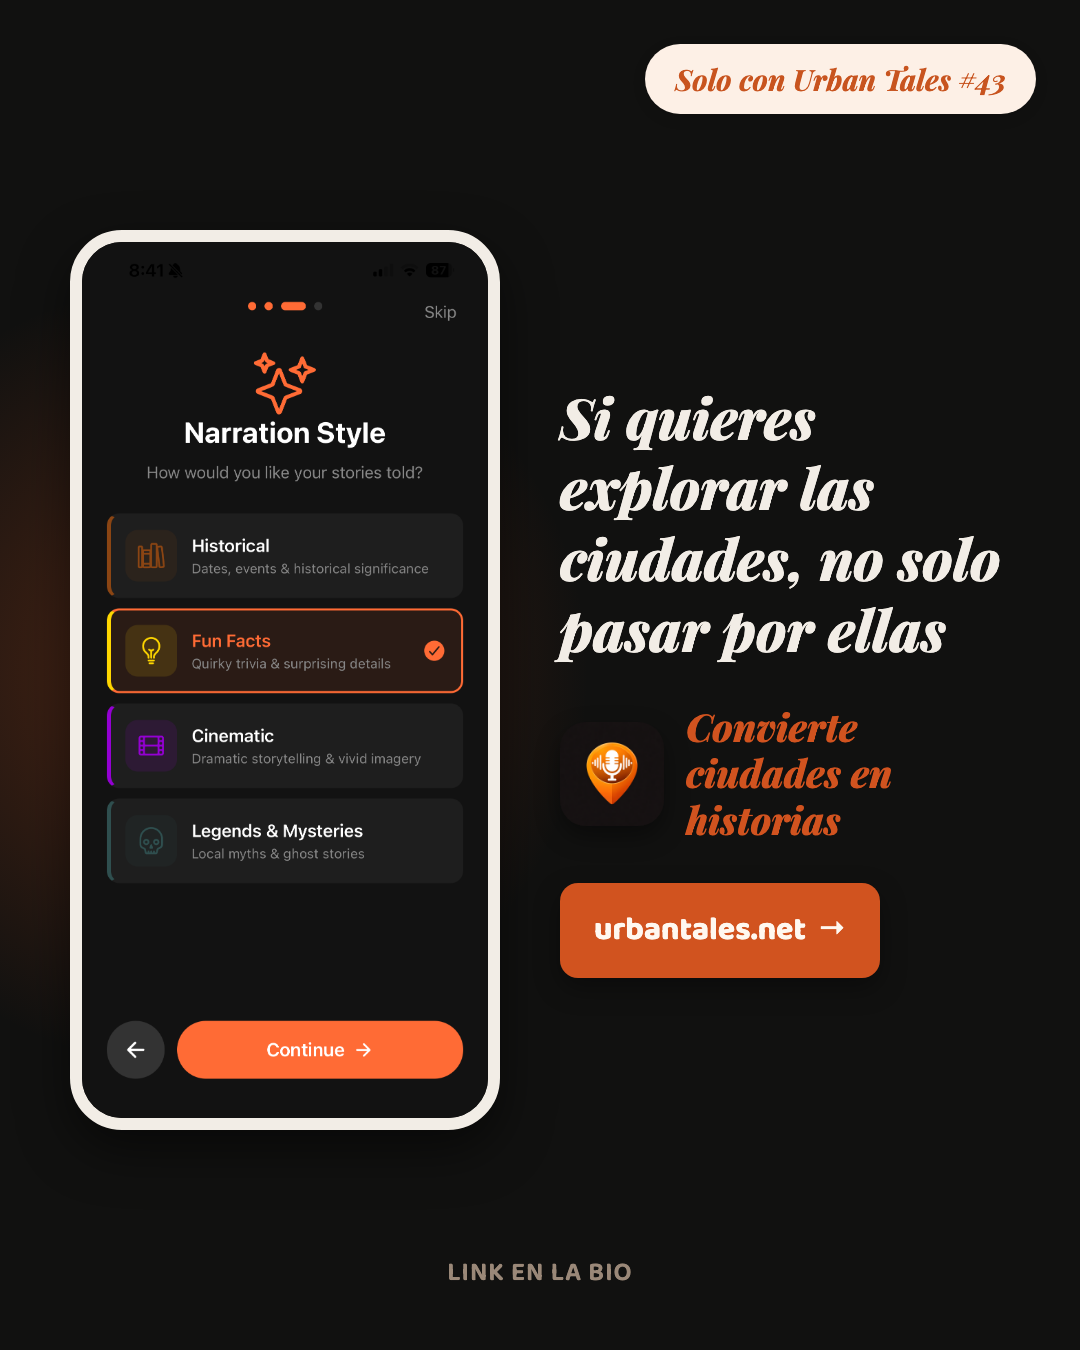 Solo con Urban Tales #43
8:41
87
Skip
Narration Style
How would you like your stories told?
Historical
Dates, events & historical significance
Fun Facts
Quirky trivia & surprising details
Cinematic
Dramatic storytelling & vivid imagery
Legends & Mysteries
Local myths & ghost stories
Continue →
Si quieres
explorar las
ciudades, no solo
pasar por ellas
Convierte
ciudades en
historias
urbantales.net →
LINK EN LA BIO